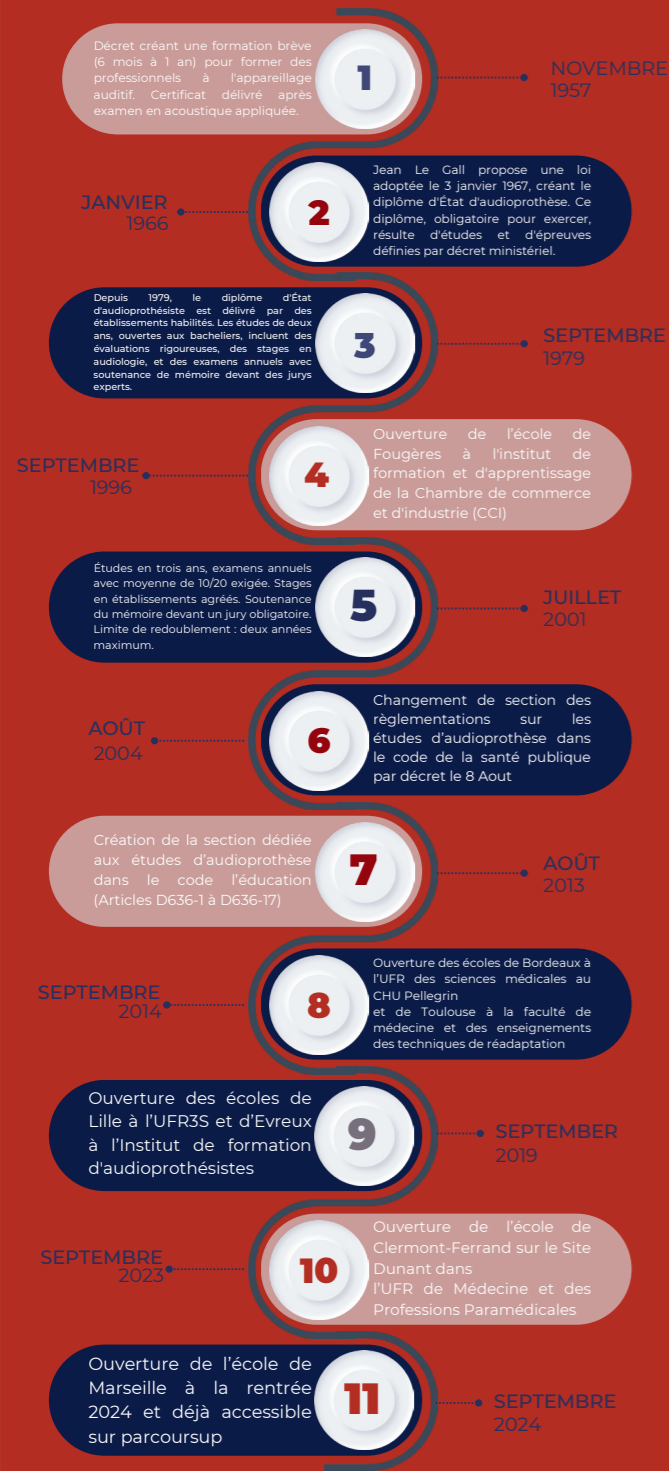 Décret créant une formation brève
(6 mois à 1 an) pour former des
professionnels à l'appareillage
auditif. Certificat délivré après
examen en acoustique appliquée.
1
NOVEMBRE
1957
JANVIER
1966
2
Jean Le Gall propose une loi
adoptée le 3 janvier 1967, créant le
diplôme d'État d'audioprothèse. Ce
diplôme, obligatoire pour exercer,
résulte d'études et d'épreuves
définies par décret ministériel.
Depuis 1979, le diplôme d'État
d'audioprothésiste est délivré par des
établissements habilités. Les études de deux
ans, ouvertes aux bacheliers, incluent des
évaluations rigoureuses, des stages en
audiologie, et des examens annuels avec
soutenance de mémoire devant des jurys
experts.
3
SEPTEMBRE
1979
SEPTEMBRE
1996
4
Ouverture de l’école de
Fougères à l'institut de
formation et d'apprentissage
de la Chambre de commerce
et d'industrie (CCI)
Études en trois ans, examens annuels
avec moyenne de 10/20 exigée. Stages
en établissements agréés. Soutenance
du mémoire devant un jury obligatoire.
Limite de redoublement : deux années
maximum.
5
JUILLET
2001
AOÛT
2004
6
Changement de section des
règlementations sur les
études d’audioprothèse dans
le code de la santé publique
par décret le 8 Aout
Création de la section dédiée
aux études d’audioprothèse
dans le code l’éducation
(Articles D636-1 à D636-17)
7
AOÛT
2013
SEPTEMBRE
2014
8
Ouverture des écoles de Bordeaux à
l’UFR des sciences médicales au
CHU Pellegrin
et de Toulouse à la faculté de
médecine et des enseignements
des techniques de réadaptation
Ouverture des écoles de
Lille à l’UFR3S et d’Evreux
à l’Institut de formation
d'audioprothésistes
9
SEPTEMBER
2019
SEPTEMBRE
2023
10
Ouverture de l’école de
Clermont-Ferrand sur le Site
Dunant dans
l’UFR de Médecine et des
Professions Paramédicales
Ouverture de l’école de
Marseille à la rentrée
2024 et déjà accessible
sur parcoursup
11
SEPTEMBRE
2024